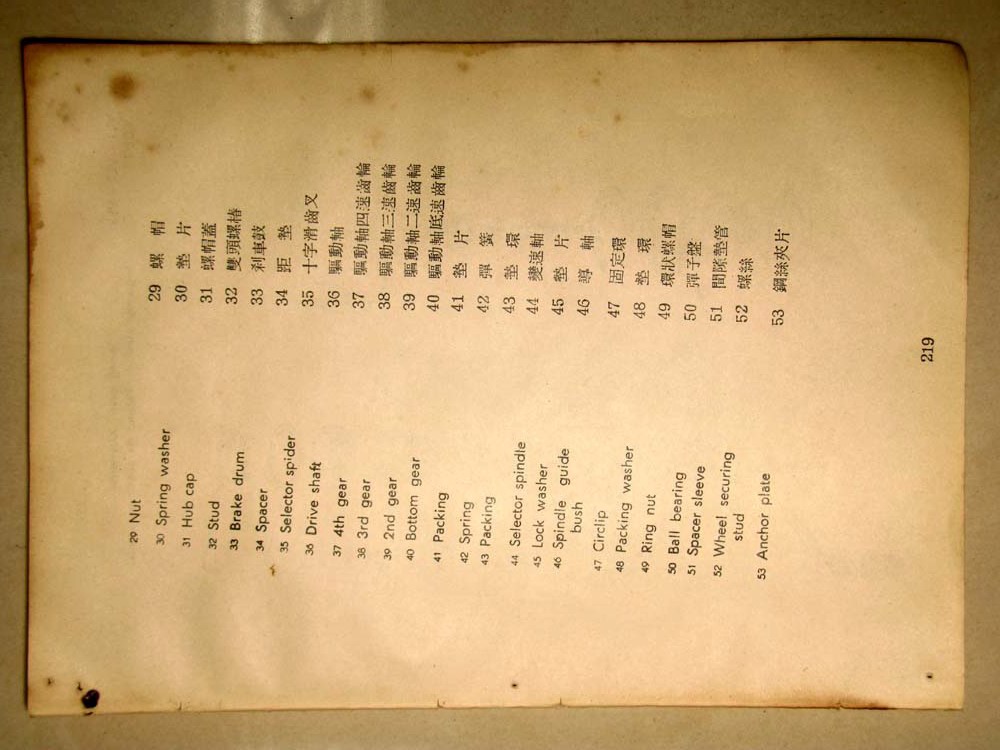 29 Nut
30 Spring washer
31 Hub cap
32 Stud
33 Brake drum
34 Spacer
35 Selector spider
36 Drive shaft
37 4th gear
38 3rd gear
39 2nd gear
40 Bottom gear
41 Packing
42 Spring
43 Packing
44 Selector spindle
45 Lock washer
46 Spindle guide
bush
47 Circlip
48 Packing washer
49 Ring nut
50 Ball bearing
51 Spacer sleeve
52 Wheel securing
stud
53 Anchor plate
29 螺帽
30 墊片
31 螺帽蓋
32 雙頭螺樁
33 刹車鼓
34 距墊
35 十字滑齒叉
36 驅動軸
37 驅動軸四速齒輪
38 驅動軸三速齒輪
39 驅動軸二速齒輪
40 驅動軸底速齒輪
41 墊片
42 彈簧
43 墊環
44 變速軸
45 墊片
46 導軸
47 固定環
48 墊環
49 環狀螺帽
50 彈子盤
51 間隙墊管
52 螺絲
53 鋼絲夾片
219